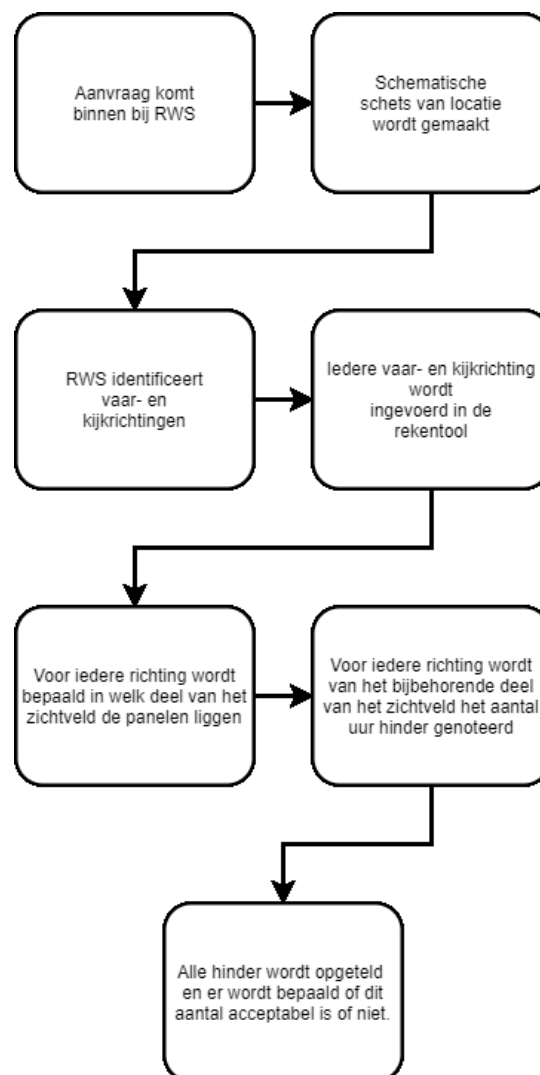 Aanvraag komt
binnen bij RWS
Schematische
schets van locatie
wordt gemaakt
RWS identificeert
vaar- en
kijkrichtingen
Iedere vaar- en kijkrichting
wordt
ingevoerd in de
rekentool
Voor iedere richting wordt
bepaald in welk deel van het
zichtveld de panelen liggen
Voor iedere richting wordt
van het bijbehorende deel
van het zichtveld het aantal
uur hinder genoteerd
Alle hinder wordt opgeteld
en er wordt bepaald of dit
aantal acceptabel is of niet.